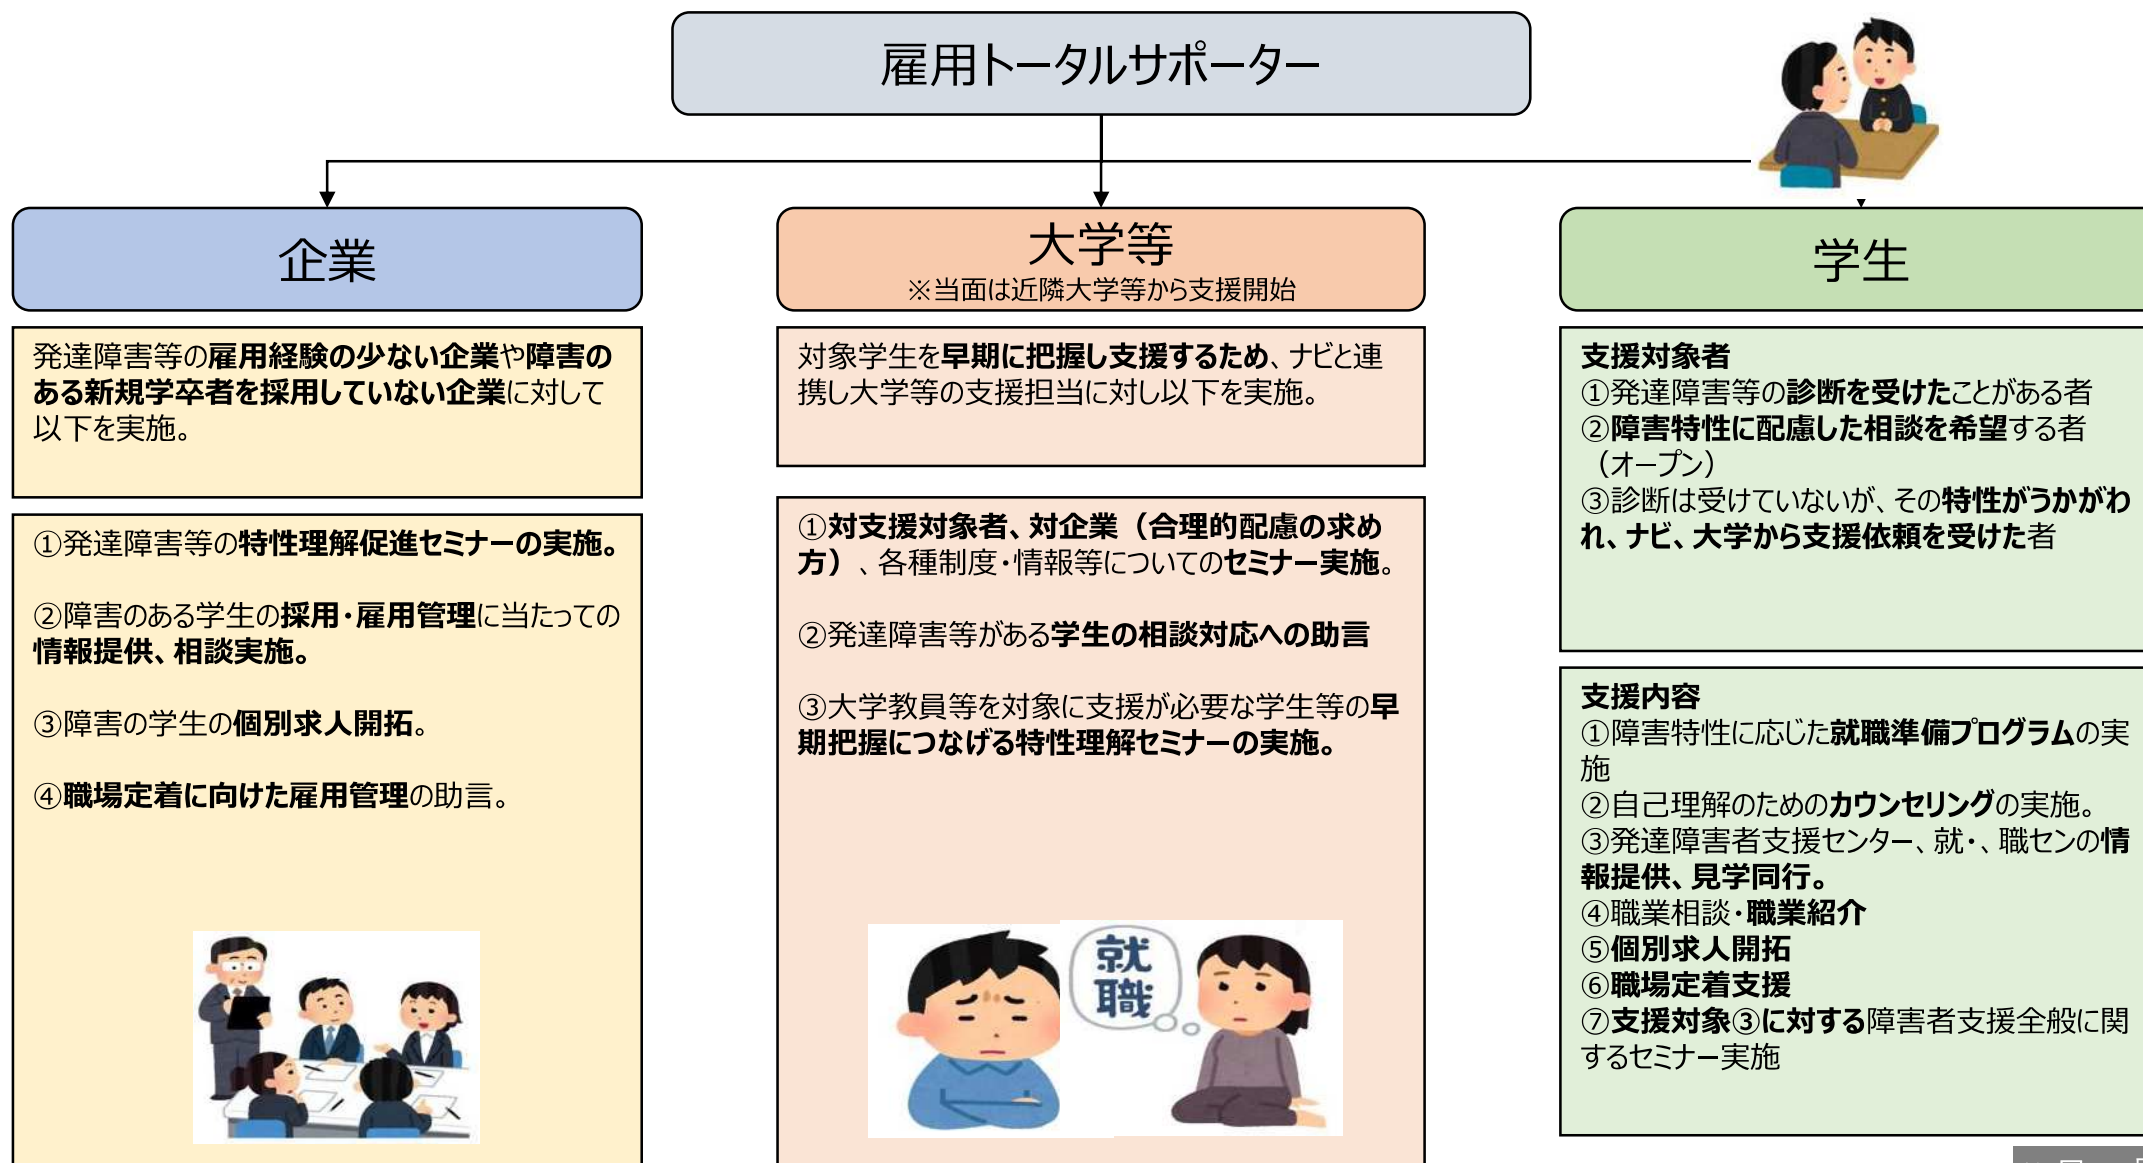 雇用トータルサポーター
企業
発達障害等の雇用経験の少ない企業や障害の
ある新規学卒者を採用していない企業に対して
以下を実施。
①発達障害等の特性理解促進セミナーの実施。
②障害のある学生の採用・雇用管理に当たっての
情報提供、相談実施。
③障害の学生の個別求人開拓。
④職場定着に向けた雇用管理の助言。
大学等
※当面は近隣大学等から支援開始
対象学生を早期に把握し支援するため、ナビと連
携し大学等の支援担当に対し以下を実施。
①対支援対象者、対企業（合理的配慮の求め
方）、各種制度・情報等についてのセミナー実施。
②発達障害等がある学生の相談対応への助言
③大学教員等を対象に支援が必要な学生等の早
期把握につなげる特性理解セミナーの実施。
就
職
学生
支援対象者
①発達障害等の診断を受けたことがある者
②障害特性に配慮した相談を希望する者
（オープン）
③診断は受けていないが、その特性がうかがわ
れ、ナビ、大学から支援依頼を受けた者
支援内容
①障害特性に応じた就職準備プログラムの実
施
②自己理解のためのカウンセリングの実施。
③発達障害者支援センター、就・、職センの情
報提供、見学同行。
④職業相談・職業紹介
⑤個別求人開拓
⑥職場定着支援
⑦支援対象③に対する障害者支援全般に関
するセミナー実施